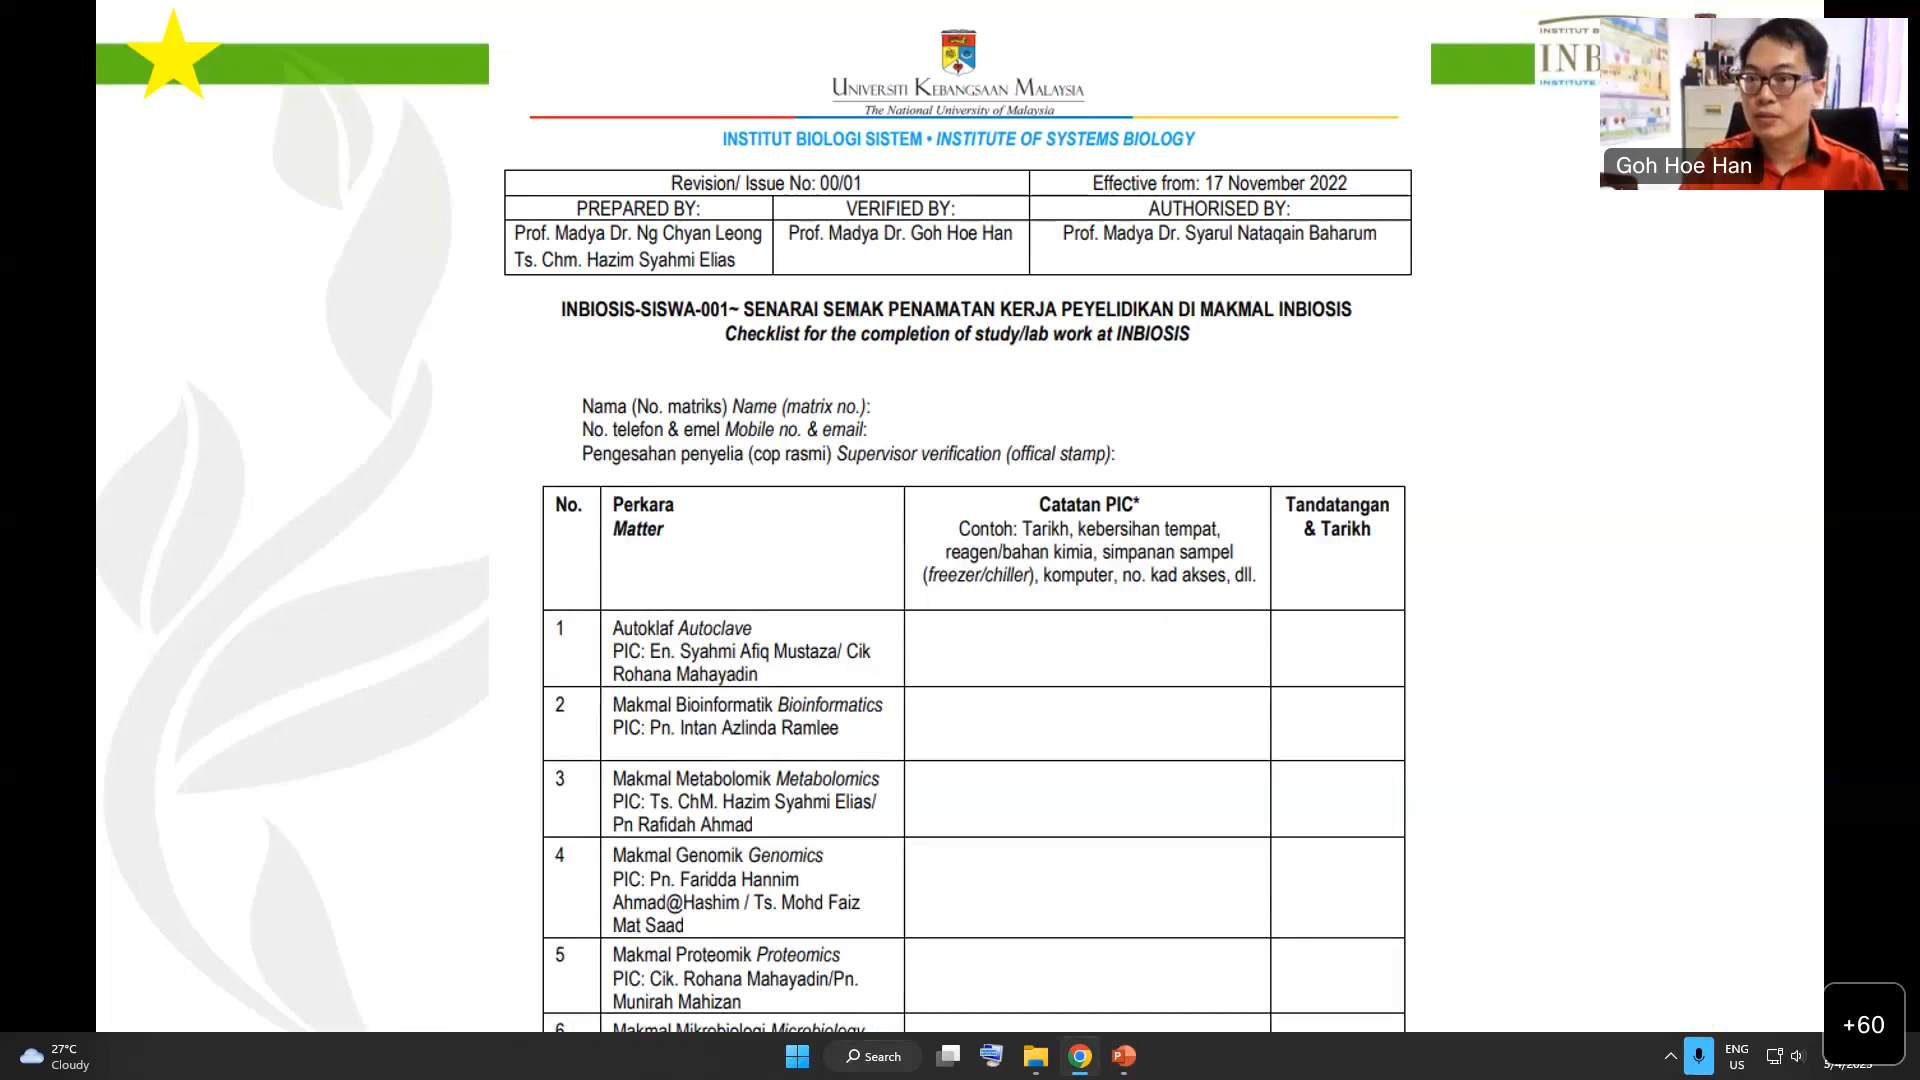 UNIVERSITI KEBANGSAAN MALAYSIA
The National University of Malaysia
INSTITUT BIOLOGI SISTEM • INSTITUTE OF SYSTEMS BIOLOGY
INSTITUT
INB
INSTITUTE
Goh Hoe Han
Revision/ Issue No: 00/01
Effective from: 17 November 2022
PREPARED BY:
VERIFIED BY:
AUTHORISED BY:
Prof. Madya Dr. Ng Chyan Leong
Ts. Chm. Hazim Syahmi Elias
Prof. Madya Dr. Goh Hoe Han
Prof. Madya Dr. Syarul Nataqain Baharum
INBIOSIS-SISWA-001~ SENARAI SEMAK PENAMATAN KERJA PEYELIDIKAN DI MAKMAL INBIOSIS
Checklist for the completion of study/lab work at INBIOSIS
Nama (No. matriks) Name (matrix no.):
No. telefon & emel Mobile no. & email:
Pengesahan penyelia (cop rasmi) Supervisor verification (offical stamp):
No.
Perkara
Matter
Catatan PIC*
Contoh: Tarikh, kebersihan tempat,
reagen/bahan kimia, simpanan sampel
(freezer/chiller), komputer, no. kad akses, dll.
Tandatangan
& Tarikh
1
Autoklaf Autoclave
PIC: En. Syahmi Afiq Mustaza/ Cik
Rohana Mahayadin
2
Makmal Bioinformatik Bioinformatics
PIC: Pn. Intan Azlinda Ramlee
3
Makmal Metabolomik Metabolomics
PIC: Ts. ChM. Hazim Syahmi Elias/
Pn Rafidah Ahmad
4
Makmal Genomik Genomics
PIC: Pn. Faridda Hannim
Ahmad@Hashim / Ts. Mohd Faiz
Mat Saad
5
Makmal Proteomik Proteomics
PIC: Cik. Rohana Mahayadin/Pn.
Munirah Mahizan
6
Makmal Mikrobiologi Microbiology
+60
27°C
Cloudy
Search
ENG
US